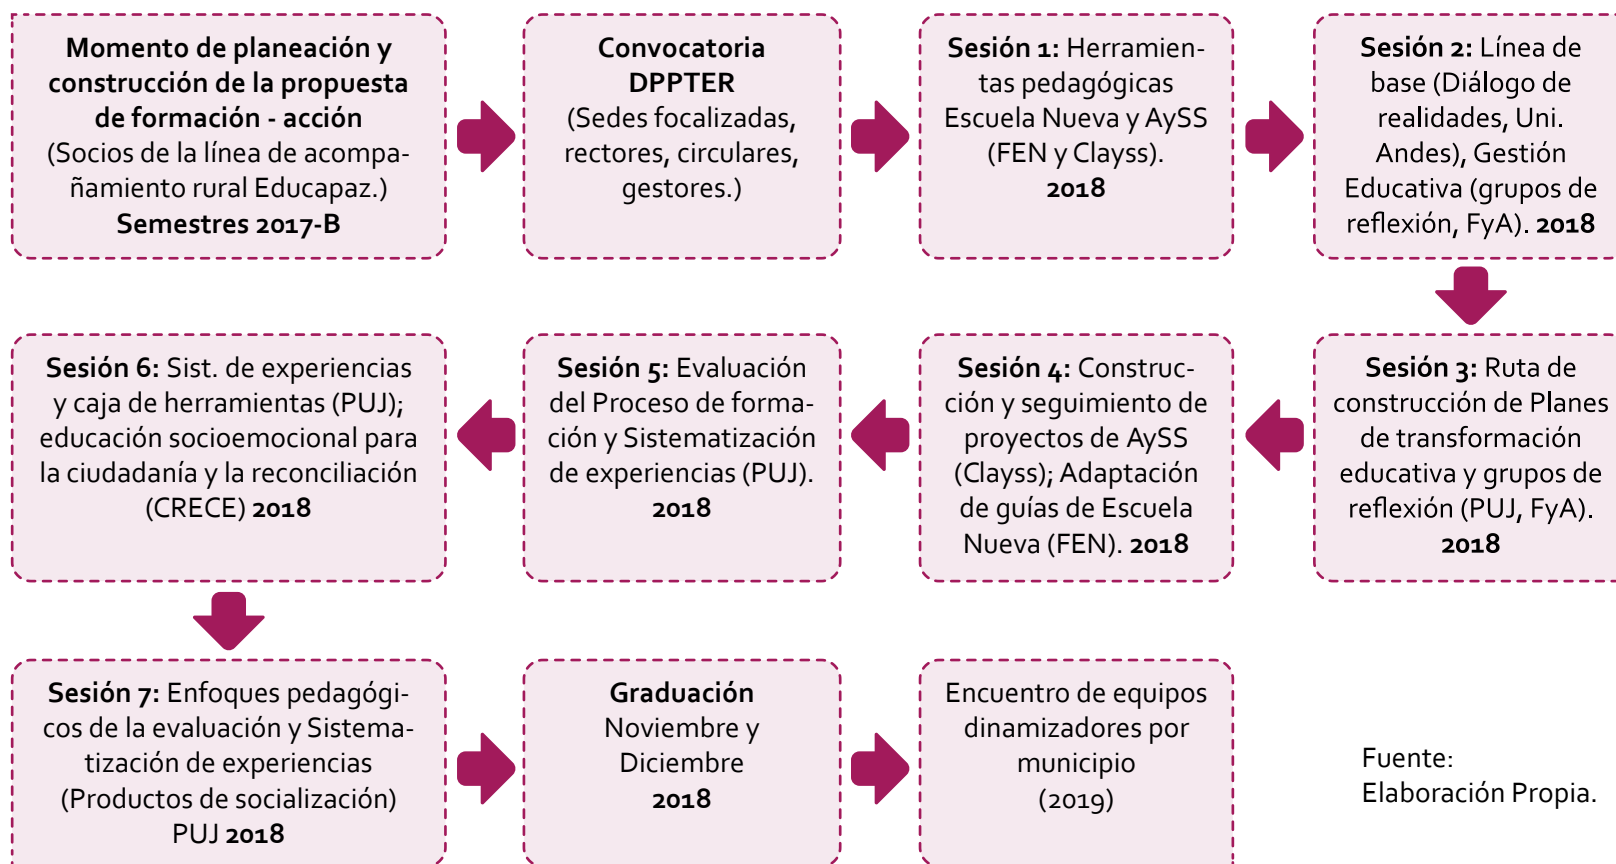 Momento de planeación y
construcción de la propuesta
de formación - acción
(Socios de la línea de acompa-
ñamiento rural Educapaz.)
Semestres 2017-B
Convocatoria
DPPTER
(Sedes focalizadas,
rectores, circulares,
gestores.)
Sesión 1: Herramien-
tas pedagógicas
Escuela Nueva y AySS
(FEN y Clayss).
2018
Sesión 2: Línea de
base (Diálogo de
realidades, Uni.
Andes), Gestión
Educativa (grupos de
reflexión, FyA). 2018
Sesión 3: Ruta de
construcción de Planes
de transformación
educativa y grupos de
reflexión (PUJ, FyA).
2018
Sesión 4: Construc-
ción y seguimiento de
proyectos de AySS
(Clayss); Adaptación
de guías de Escuela
Nueva (FEN). 2018
Sesión 5: Evaluación
del Proceso de forma-
ción y Sistematización
de experiencias (PUJ).
2018
Sesión 6: Sist. de experiencias
y caja de herramientas (PUJ);
educación socioemocional para
la ciudadanía y la reconciliación
(CRECE) 2018
Sesión 7: Enfoques pedagógi-
cos de la evaluación y Sistema-
tización de experiencias
(Productos de socialización)
PUJ 2018
Graduación
Noviembre y
Diciembre
2018
Encuentro de equipos
dinamizadores por
municipio
(2019)
Fuente:
Elaboración Propia.